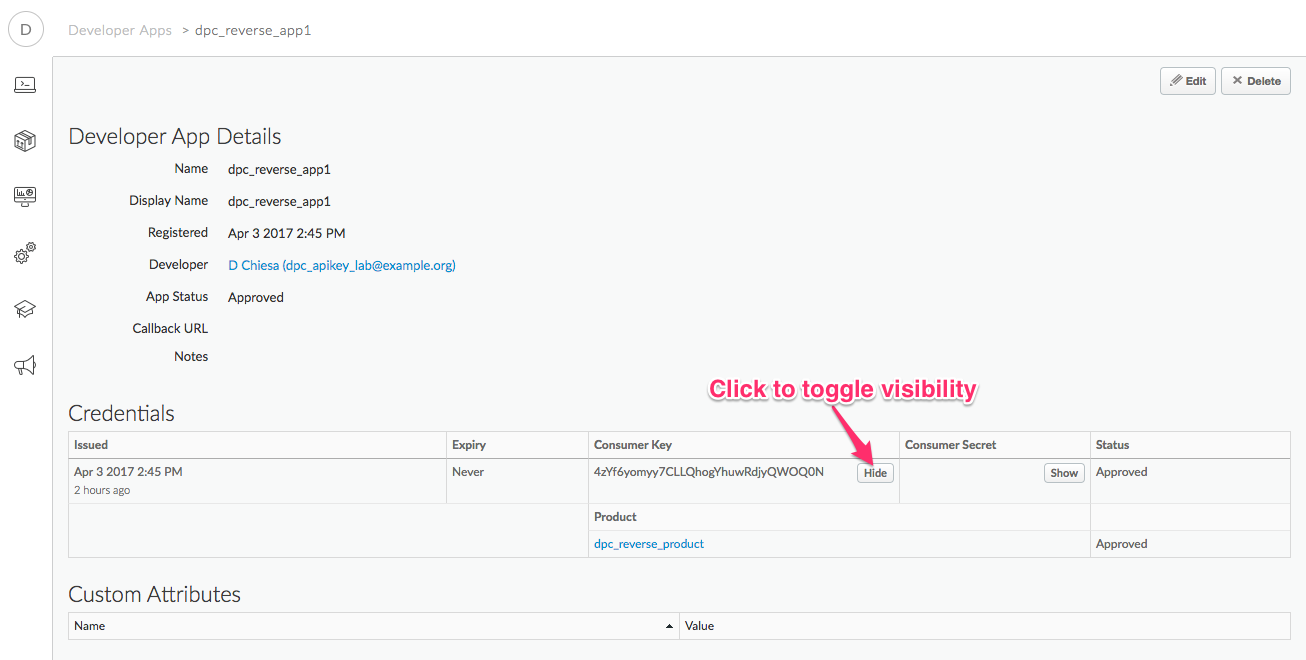 D
Developer Apps > dpc_reverse_app1
Edit
Delete
Developer App Details
Name dpc_reverse_app1
Display Name dpc_reverse_app1
Registered Apr 3 2017 2:45 PM
Developer D Chiesa (dpc_apikey_lab@example.org)
App Status Approved
Callback URL
Notes
Click to toggle visibility
Credentials
Issued Expiry Consumer Key Consumer Secret Status
Apr 3 2017 2:45 PM Never 4zYf6yomyy7CLLQhogYhuwRdjyQWOQ0N Hide Show Approved
2 hours ago
Product
dpc_reverse_product Approved
Custom Attributes
Name Value